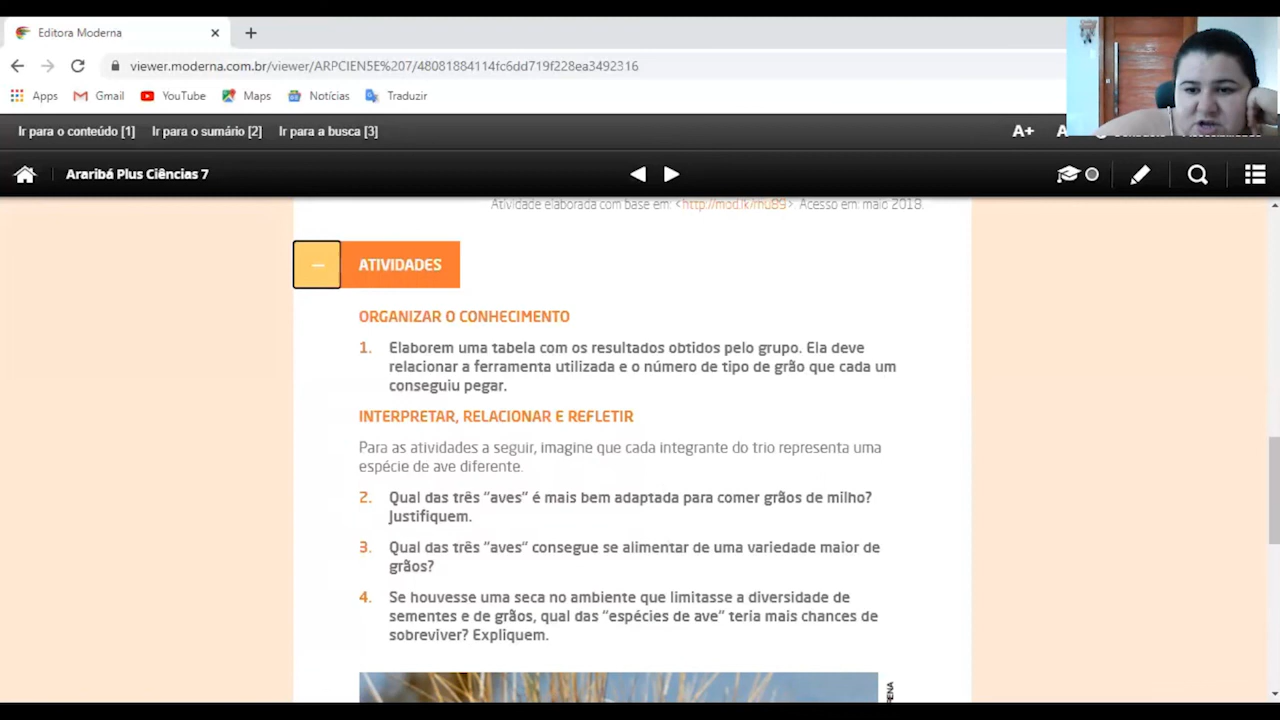 Editora Moderna
viewer.moderna.com.br/viewer/ARPCIEN5E%207/48081884114fc6dd719f228ea3492316
Apps Gmail YouTube Maps Notícias Traduzir
Ir para o conteúdo [1] Ir para o sumário [2] Ir para a busca [3] A+
Araribá Plus Ciências 7
Atividade elaborada com base em: <http://mod.lk/rhu89> Acesso em: maio 2018.
ATIVIDADES
ORGANIZAR O CONHECIMENTO
1. Elaborem uma tabela com os resultados obtidos pelo grupo. Ela deve
relacionar a ferramenta utilizada e o número de tipo de grão que cada um
conseguiu pegar.
INTERPRETAR, RELACIONAR E REFLETIR
Para as atividades a seguir, imagine que cada integrante do trio representa uma
espécie de ave diferente.
2. Qual das três "aves" é mais bem adaptada para comer grãos de milho?
Justifiquem.
3. Qual das três "aves" consegue se alimentar de uma variedade maior de
grãos?
4. Se houvesse uma seca no ambiente que limitasse a diversidade de
sementes e de grãos, qual das "espécies de ave" teria mais chances de
sobreviver? Expliquem.